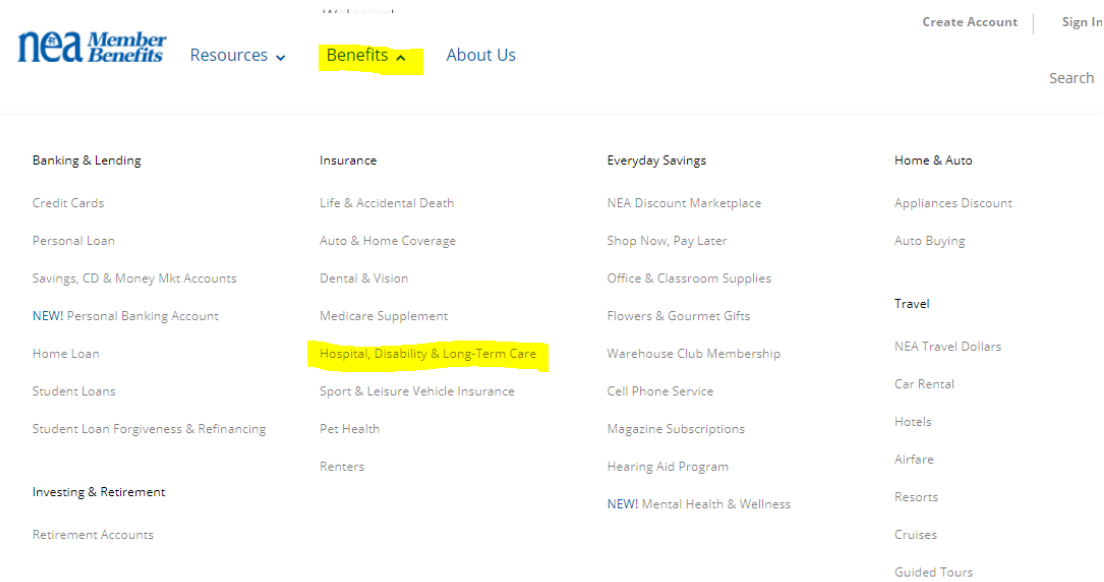 Create Account
Sign In
nea Member Benefits
Resources
Benefits
About Us
Search
Banking & Lending
Credit Cards
Personal Loan
Savings, CD & Money Mkt Accounts
NEW! Personal Banking Account
Home Loan
Student Loans
Student Loan Forgiveness & Refinancing
Investing & Retirement
Retirement Accounts
Insurance
Life & Accidental Death
Auto & Home Coverage
Dental & Vision
Medicare Supplement
Hospital, Disability & Long-Term Care
Sport & Leisure Vehicle Insurance
Pet Health
Renters
Everyday Savings
NEA Discount Marketplace
Shop Now, Pay Later
Office & Classroom Supplies
Flowers & Gourmet Gifts
Warehouse Club Membership
Cell Phone Service
Magazine Subscriptions
Hearing Aid Program
NEW! Mental Health & Wellness
Home & Auto
Appliances Discount
Auto Buying
Travel
NEA Travel Dollars
Car Rental
Hotels
Airfare
Resorts
Cruises
Guided Tours